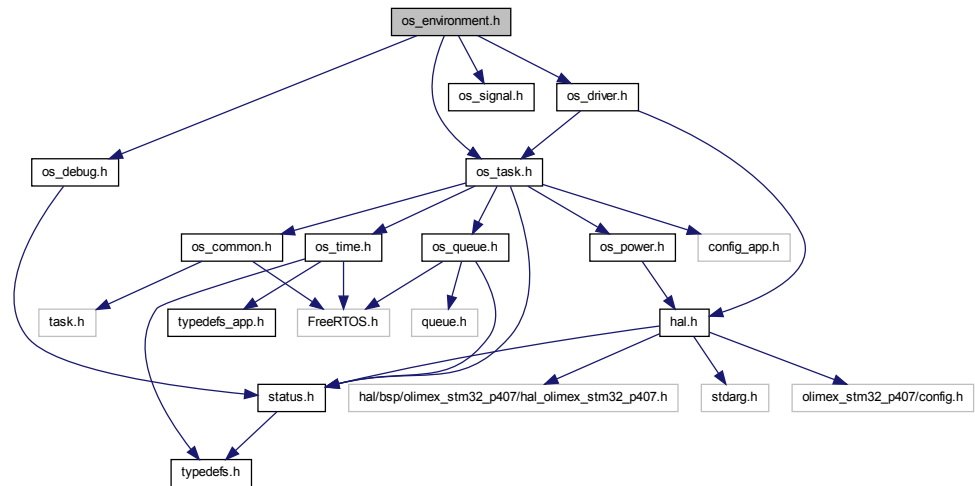 os_environment.h
os_signal.h
os_driver.h
os_debug.h
os_task.h
os_common.h
os_time.h
os_queue.h
os_power.h
config_app.h
task.h
typedefs_app.h
FreeRTOS.h
queue.h
hal.h
status.h
hal/bsp/olimex_stm32_p407/hal_olimex_stm32_p407.h
stdarg.h
olimex_stm32_p407/config.h
typedefs.h